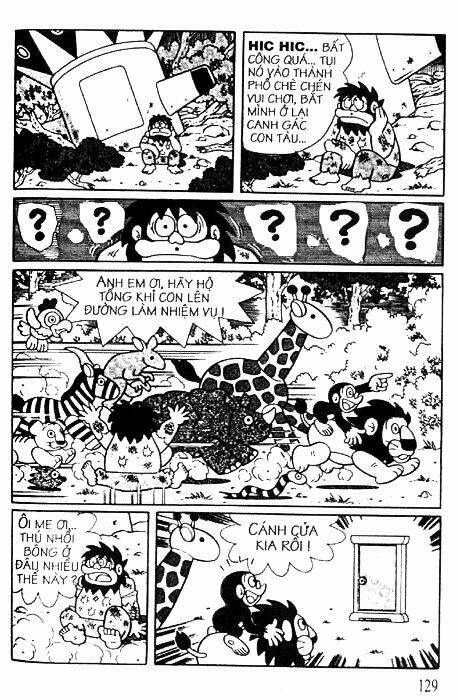 HIC HIC... BẤT
CÔNG QUÁ... TỤI
NÓ VÀO THÀNH
PHỐ CHÈ CHÉN
VUI CHƠI, BẮT
MÌNH Ở LẠI
CANH GÁC
CON TÀU...
? ? ? ? ?
ANH EM ƠI, HÃY HỘ
TỐNG KHỈ CON LÊN
ĐƯỜNG LÀM NHIỆM VỤ !
ÔI MẸ ƠI...
THÚ NHỒI
BÔNG Ở
ĐÂU NHIỀU
THẾ NÀY ?
CÁNH CỬA
KIA RỒI !
129